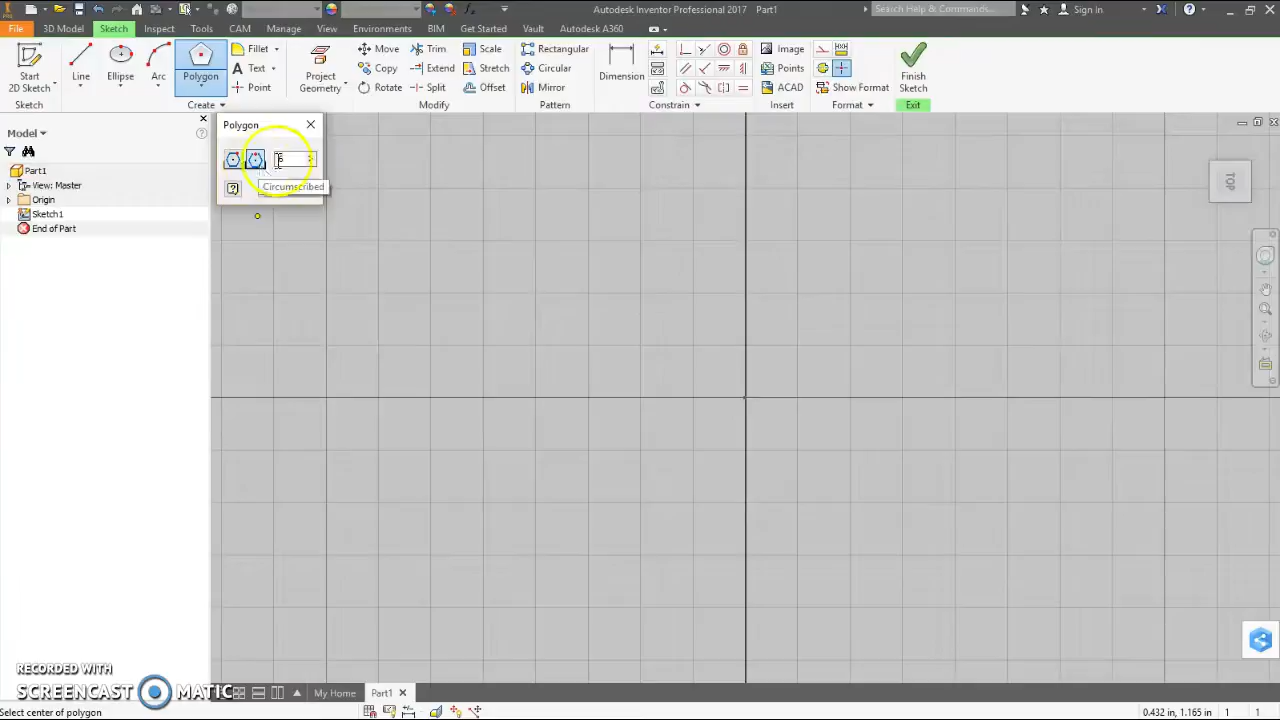 Autodesk Inventor Professional 2017 Part1
Search Help & Commands...
Sign In
File 3D Model Sketch Inspect Tools Manage View Environments BIM Get Started Vault Autodesk A360
Start
2D Sketch
Line
Ellipse
Arc
Polygon
Fillet
Text
Point
Project
Geometry
Move
Copy
Rotate
Trim
Extend
Split
Scale
Stretch
Offset
Rectangular
Circular
Mirror
Dimension
Image
Points
ACAD
Show Format
Finish
Sketch
Sketch Create Modify Pattern Constrain Insert Format Exit
Model
Part1
View: Master
Origin
Sketch1
End of Part
Polygon
6
Circumscribed
TOP
RECORDED WITH
SCREENCAST MATIC
My Home Part1
Select center of polygon
0.432 in, 1.165 in 1 1